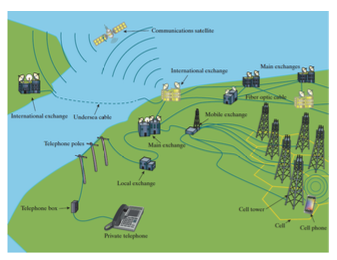 Communications satellite
International exchange
Main exchanges
Fiber optic cable
International exchange
Undersea cable
Mobile exchange
Telephone poles
Main exchange
Local exchange
Telephone box
Cell tower
Cell
Cell phone
Private telephone